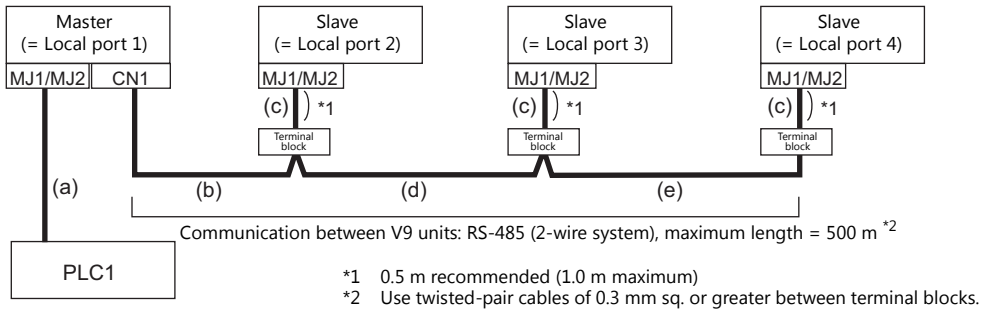 Master
(= Local port 1)
Slave
(= Local port 2)
Slave
(= Local port 3)
Slave
(= Local port 4)
MJ1/MJ2
CN1
MJ1/MJ2
MJ1/MJ2
MJ1/MJ2
(c)
*1
(c)
*1
(c)
*1
Terminal
block
Terminal
block
Terminal
block
(a)
(b)
(d)
(e)
Communication between V9 units: RS-485 (2-wire system), maximum length = 500 m *2
PLC1
*1 0.5 m recommended (1.0 m maximum)
*2 Use twisted-pair cables of 0.3 mm sq. or greater between terminal blocks.